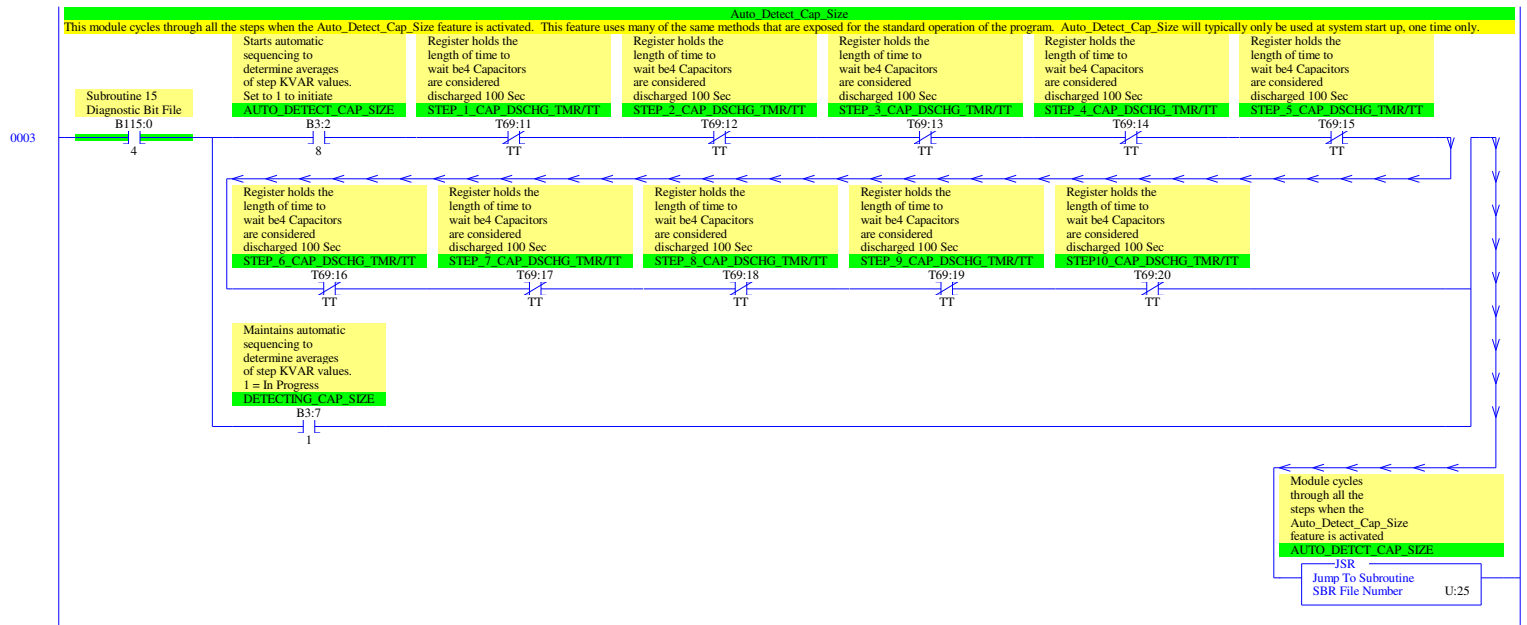 Auto_Detect_Cap_Size
This module cycles through all the steps when the Auto_Detect_Cap_Size feature is activated.  This feature uses many of the same methods that are exposed for the standard operation of the program.  Auto_Detect_Cap_Size will typically only be used at system start up, one time only.
Subroutine 15
Diagnostic Bit File
B115:0
4
0003
Starts automatic
sequencing to
determine averages
of step KVAR values.
Set to 1 to initiate
AUTO_DETECT_CAP_SIZE
B3:2
8
Register holds the
length of time to
wait be4 Capacitors
are considered
discharged 100 Sec
STEP_1_CAP_DSCHG_TMR/TT
T69:11
TT
Register holds the
length of time to
wait be4 Capacitors
are considered
discharged 100 Sec
STEP_2_CAP_DSCHG_TMR/TT
T69:12
TT
Register holds the
length of time to
wait be4 Capacitors
are considered
discharged 100 Sec
STEP_3_CAP_DSCHG_TMR/TT
T69:13
TT
Register holds the
length of time to
wait be4 Capacitors
are considered
discharged 100 Sec
STEP_4_CAP_DSCHG_TMR/TT
T69:14
TT
Register holds the
length of time to
wait be4 Capacitors
are considered
discharged 100 Sec
STEP_5_CAP_DSCHG_TMR/TT
T69:15
TT
Register holds the
length of time to
wait be4 Capacitors
are considered
discharged 100 Sec
STEP_6_CAP_DSCHG_TMR/TT
T69:16
TT
Register holds the
length of time to
wait be4 Capacitors
are considered
discharged 100 Sec
STEP_7_CAP_DSCHG_TMR/TT
T69:17
TT
Register holds the
length of time to
wait be4 Capacitors
are considered
discharged 100 Sec
STEP_8_CAP_DSCHG_TMR/TT
T69:18
TT
Register holds the
length of time to
wait be4 Capacitors
are considered
discharged 100 Sec
STEP_9_CAP_DSCHG_TMR/TT
T69:19
TT
Register holds the
length of time to
wait be4 Capacitors
are considered
discharged 100 Sec
STEP10_CAP_DSCHG_TMR/TT
T69:20
TT
Maintains automatic
sequencing to
determine averages
of step KVAR values.
1 = In Progress
DETECTING_CAP_SIZE
B3:7
1
Module cycles
through all the
steps when the
Auto_Detect_Cap_Size
feature is activated
AUTO_DETCT_CAP_SIZE
JSR
Jump To Subroutine
SBR File Number U:25